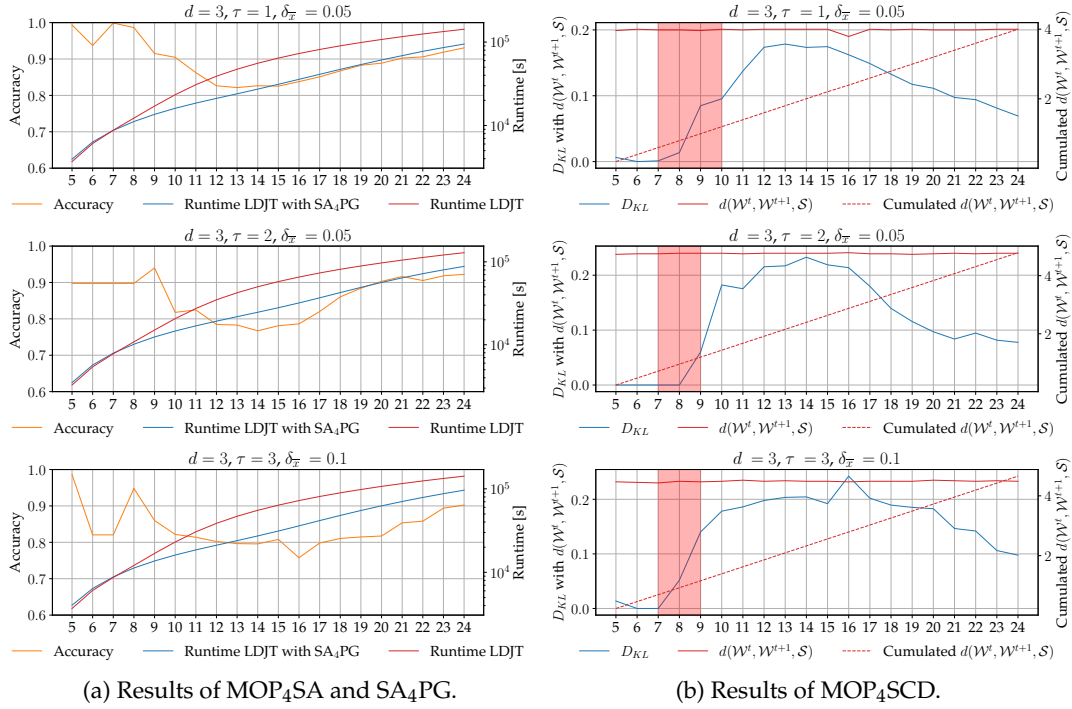 d = 3, τ = 1, δ_x̄ = 0.05
Accuracy
1.0
0.9
0.8
0.7
0.6
10^5
10^4
Runtime [s]
5 6 7 8 9 10 11 12 13 14 15 16 17 18 19 20 21 22 23 24
Accuracy Runtime LDJT with SA₄PG Runtime LDJT
d = 3, τ = 2, δ_x̄ = 0.05
Accuracy
1.0
0.9
0.8
0.7
0.6
10^5
10^4
Runtime [s]
5 6 7 8 9 10 11 12 13 14 15 16 17 18 19 20 21 22 23 24
Accuracy Runtime LDJT with SA₄PG Runtime LDJT
d = 3, τ = 3, δ_x̄ = 0.1
Accuracy
1.0
0.9
0.8
0.7
0.6
10^5
10^4
Runtime [s]
5 6 7 8 9 10 11 12 13 14 15 16 17 18 19 20 21 22 23 24
Accuracy Runtime LDJT with SA₄PG Runtime LDJT
(a) Results of MOP₄SA and SA₄PG.
d = 3, τ = 1, δ_x̄ = 0.05
D_KL with d(𝒲^t, 𝒲^{t+1}, 𝒮)
0.2
0.1
0.0
4
2
Cumulated d(𝒲^t, 𝒲^{t+1}, 𝒮)
5 6 7 8 9 10 11 12 13 14 15 16 17 18 19 20 21 22 23 24
D_KL d(𝒲^t, 𝒲^{t+1}, 𝒮) Cumulated d(𝒲^t, 𝒲^{t+1}, 𝒮)
d = 3, τ = 2, δ_x̄ = 0.05
D_KL with d(𝒲^t, 𝒲^{t+1}, 𝒮)
0.2
0.1
0.0
4
2
Cumulated d(𝒲^t, 𝒲^{t+1}, 𝒮)
5 6 7 8 9 10 11 12 13 14 15 16 17 18 19 20 21 22 23 24
D_KL d(𝒲^t, 𝒲^{t+1}, 𝒮) Cumulated d(𝒲^t, 𝒲^{t+1}, 𝒮)
d = 3, τ = 3, δ_x̄ = 0.1
D_KL with d(𝒲^t, 𝒲^{t+1}, 𝒮)
0.2
0.1
0.0
4
2
Cumulated d(𝒲^t, 𝒲^{t+1}, 𝒮)
5 6 7 8 9 10 11 12 13 14 15 16 17 18 19 20 21 22 23 24
D_KL d(𝒲^t, 𝒲^{t+1}, 𝒮) Cumulated d(𝒲^t, 𝒲^{t+1}, 𝒮)
(b) Results of MOP₄SCD.